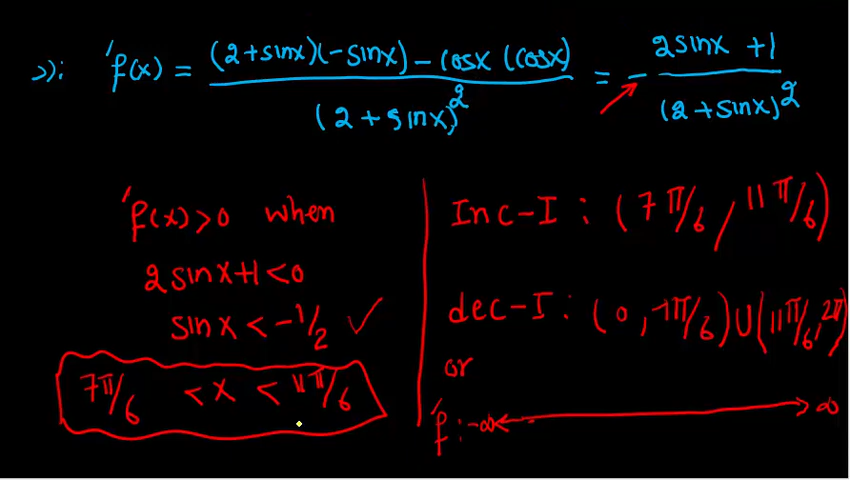 »: 'f(x) = (2+sinx)(-sinx) - cosx (cosx) / (2+sinx)² = - 2sinx +1 / (2+sinx)²
'f(x)>0 when
2sinx+1<0
sinx < -1/2 ✓
7π/6 < x < 11π/6
Inc-I : (7π/6, 11π/6)
dec-I : (0, 7π/6)U(11π/6, 2π)
or
'f : -∞ ∞